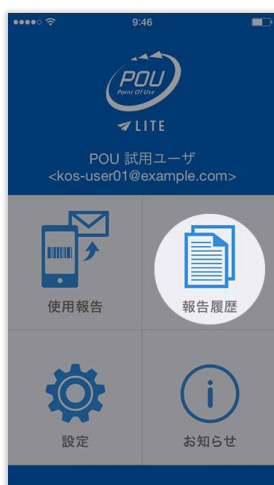 9:46
POU
Point Of Use
LITE
POU 試用ユーザ
<kos-user01@example.com>
使用報告
報告履歴
設定
お知らせ